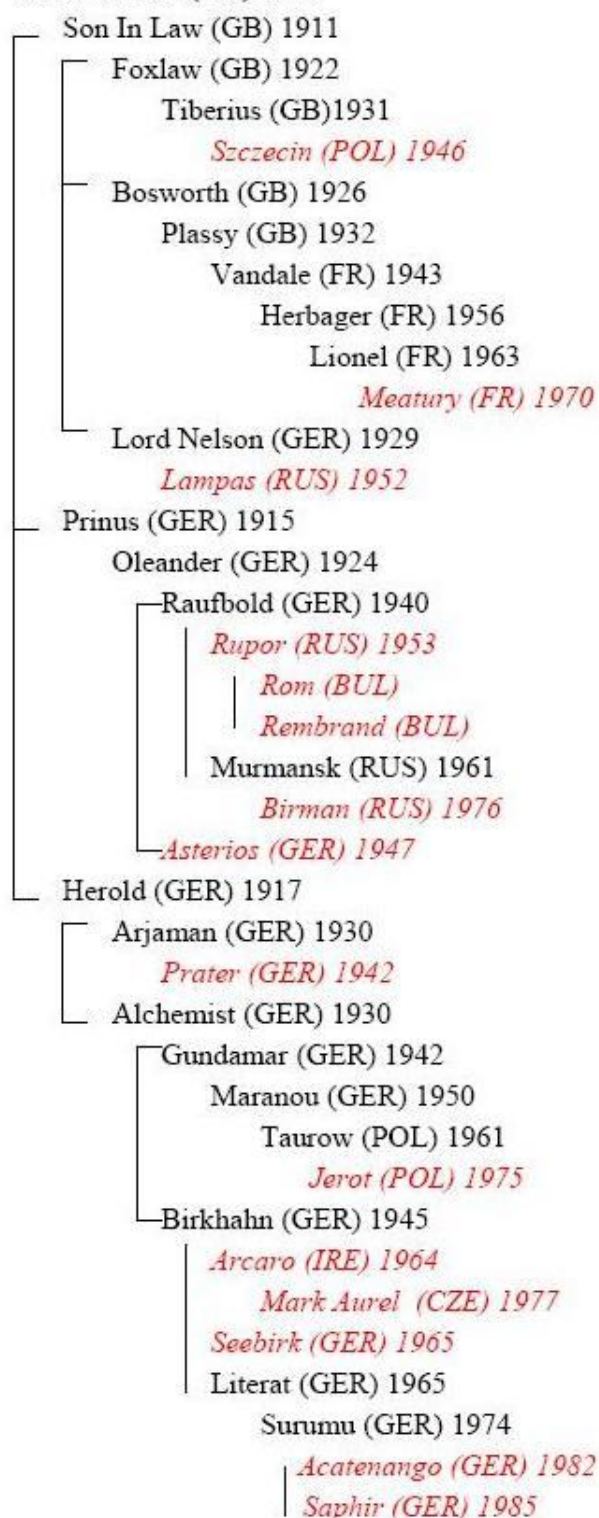 Son In Law (GB) 1911
Foxlaw (GB) 1922
Tiberius (GB)1931
Szczecin (POL) 1946
Bosworth (GB) 1926
Plassy (GB) 1932
Vandale (FR) 1943
Herbager (FR) 1956
Lionel (FR) 1963
Meatury (FR) 1970
Lord Nelson (GER) 1929
Lampas (RUS) 1952
Prinus (GER) 1915
Oleander (GER) 1924
Raufbold (GER) 1940
Rupor (RUS) 1953
Rom (BUL)
Rembrand (BUL)
Murmansk (RUS) 1961
Birman (RUS) 1976
Asterios (GER) 1947
Herold (GER) 1917
Arjaman (GER) 1930
Prater (GER) 1942
Alchemist (GER) 1930
Gundamar (GER) 1942
Maranou (GER) 1950
Taurow (POL) 1961
Jerot (POL) 1975
Birkhahn (GER) 1945
Arcaro (IRE) 1964
Mark Aurel (CZE) 1977
Seebirk (GER) 1965
Literat (GER) 1965
Surumu (GER) 1974
Acatenango (GER) 1982
Saphir (GER) 1985